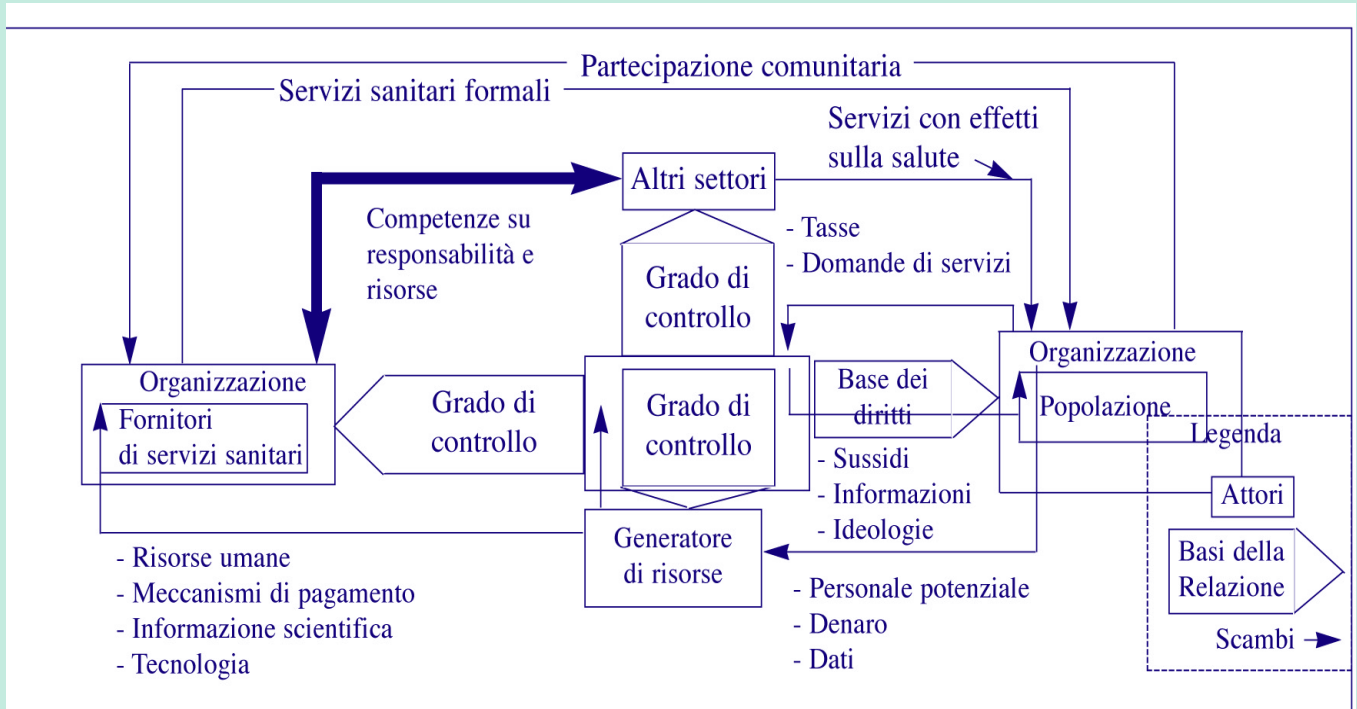 Partecipazione comunitaria
Servizi sanitari formali
Servizi con effetti
sulla salute
Altri settori
Competenze su
responsabilità e
risorse
- Tasse
- Domande di servizi
Grado di
controllo
Organizzazione
Fornitori
di servizi sanitari
Grado di
controllo
Grado di
controllo
Base dei
diritti
Organizzazione
Popolazione
- Sussidi
- Informazioni
- Ideologie
Generatore
di risorse
- Risorse umane
- Meccanismi di pagamento
- Informazione scientifica
- Tecnologia
- Personale potenziale
- Denaro
- Dati
Legenda
Attori
Basi della
Relazione
Scambi